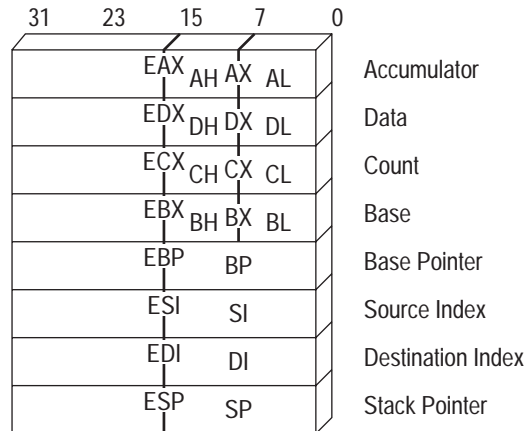 31 23 15 7 0
EAX AH AX AL Accumulator
EDX DH DX DL Data
ECX CH CX CL Count
EBX BH BX BL Base
EBP BP Base Pointer
ESI SI Source Index
EDI DI Destination Index
ESP SP Stack Pointer